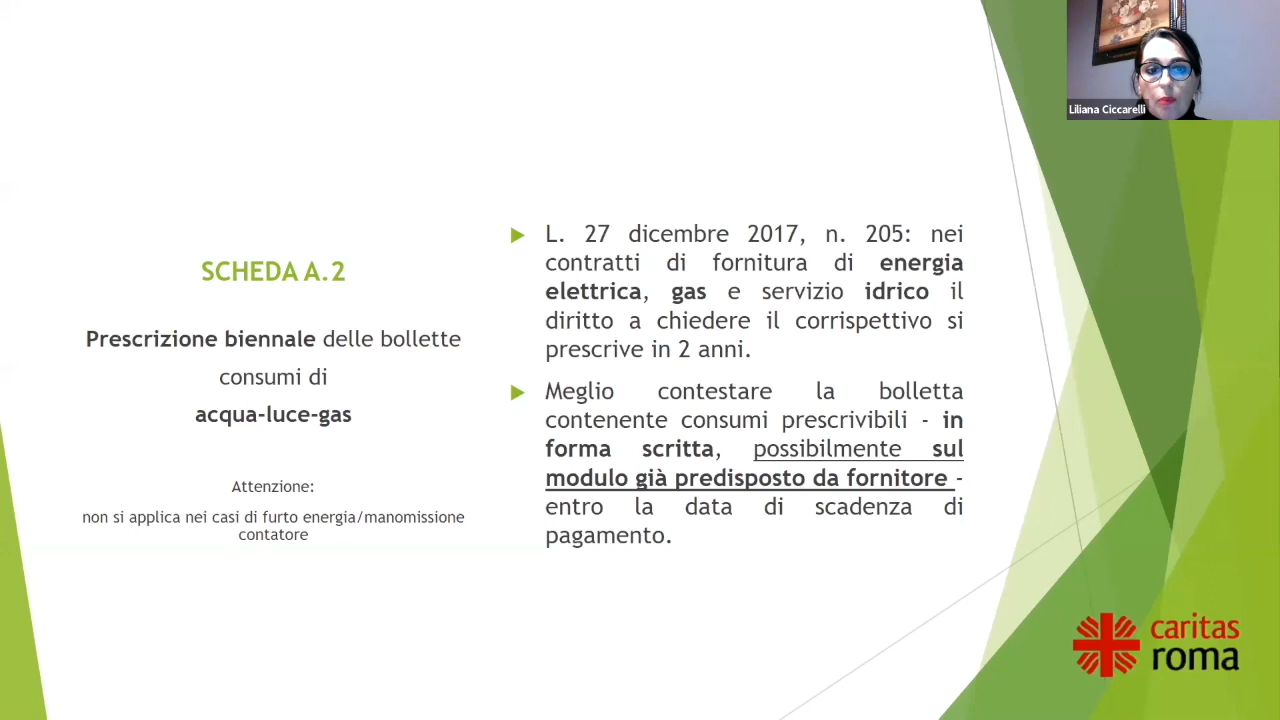 Liliana Ciccarelli
SCHEDA A.2
Prescrizione biennale delle bollette
consumi di
acqua-luce-gas
Attenzione:
non si applica nei casi di furto energia/manomissione
contatore
L. 27 dicembre 2017, n. 205: nei
contratti di fornitura di energia
elettrica, gas e servizio idrico il
diritto a chiedere il corrispettivo si
prescrive in 2 anni.
Meglio contestare la bolletta
contenente consumi prescrivibili - in
forma scritta, possibilmente sul
modulo già predisposto da fornitore -
entro la data di scadenza di
pagamento.
caritas
roma